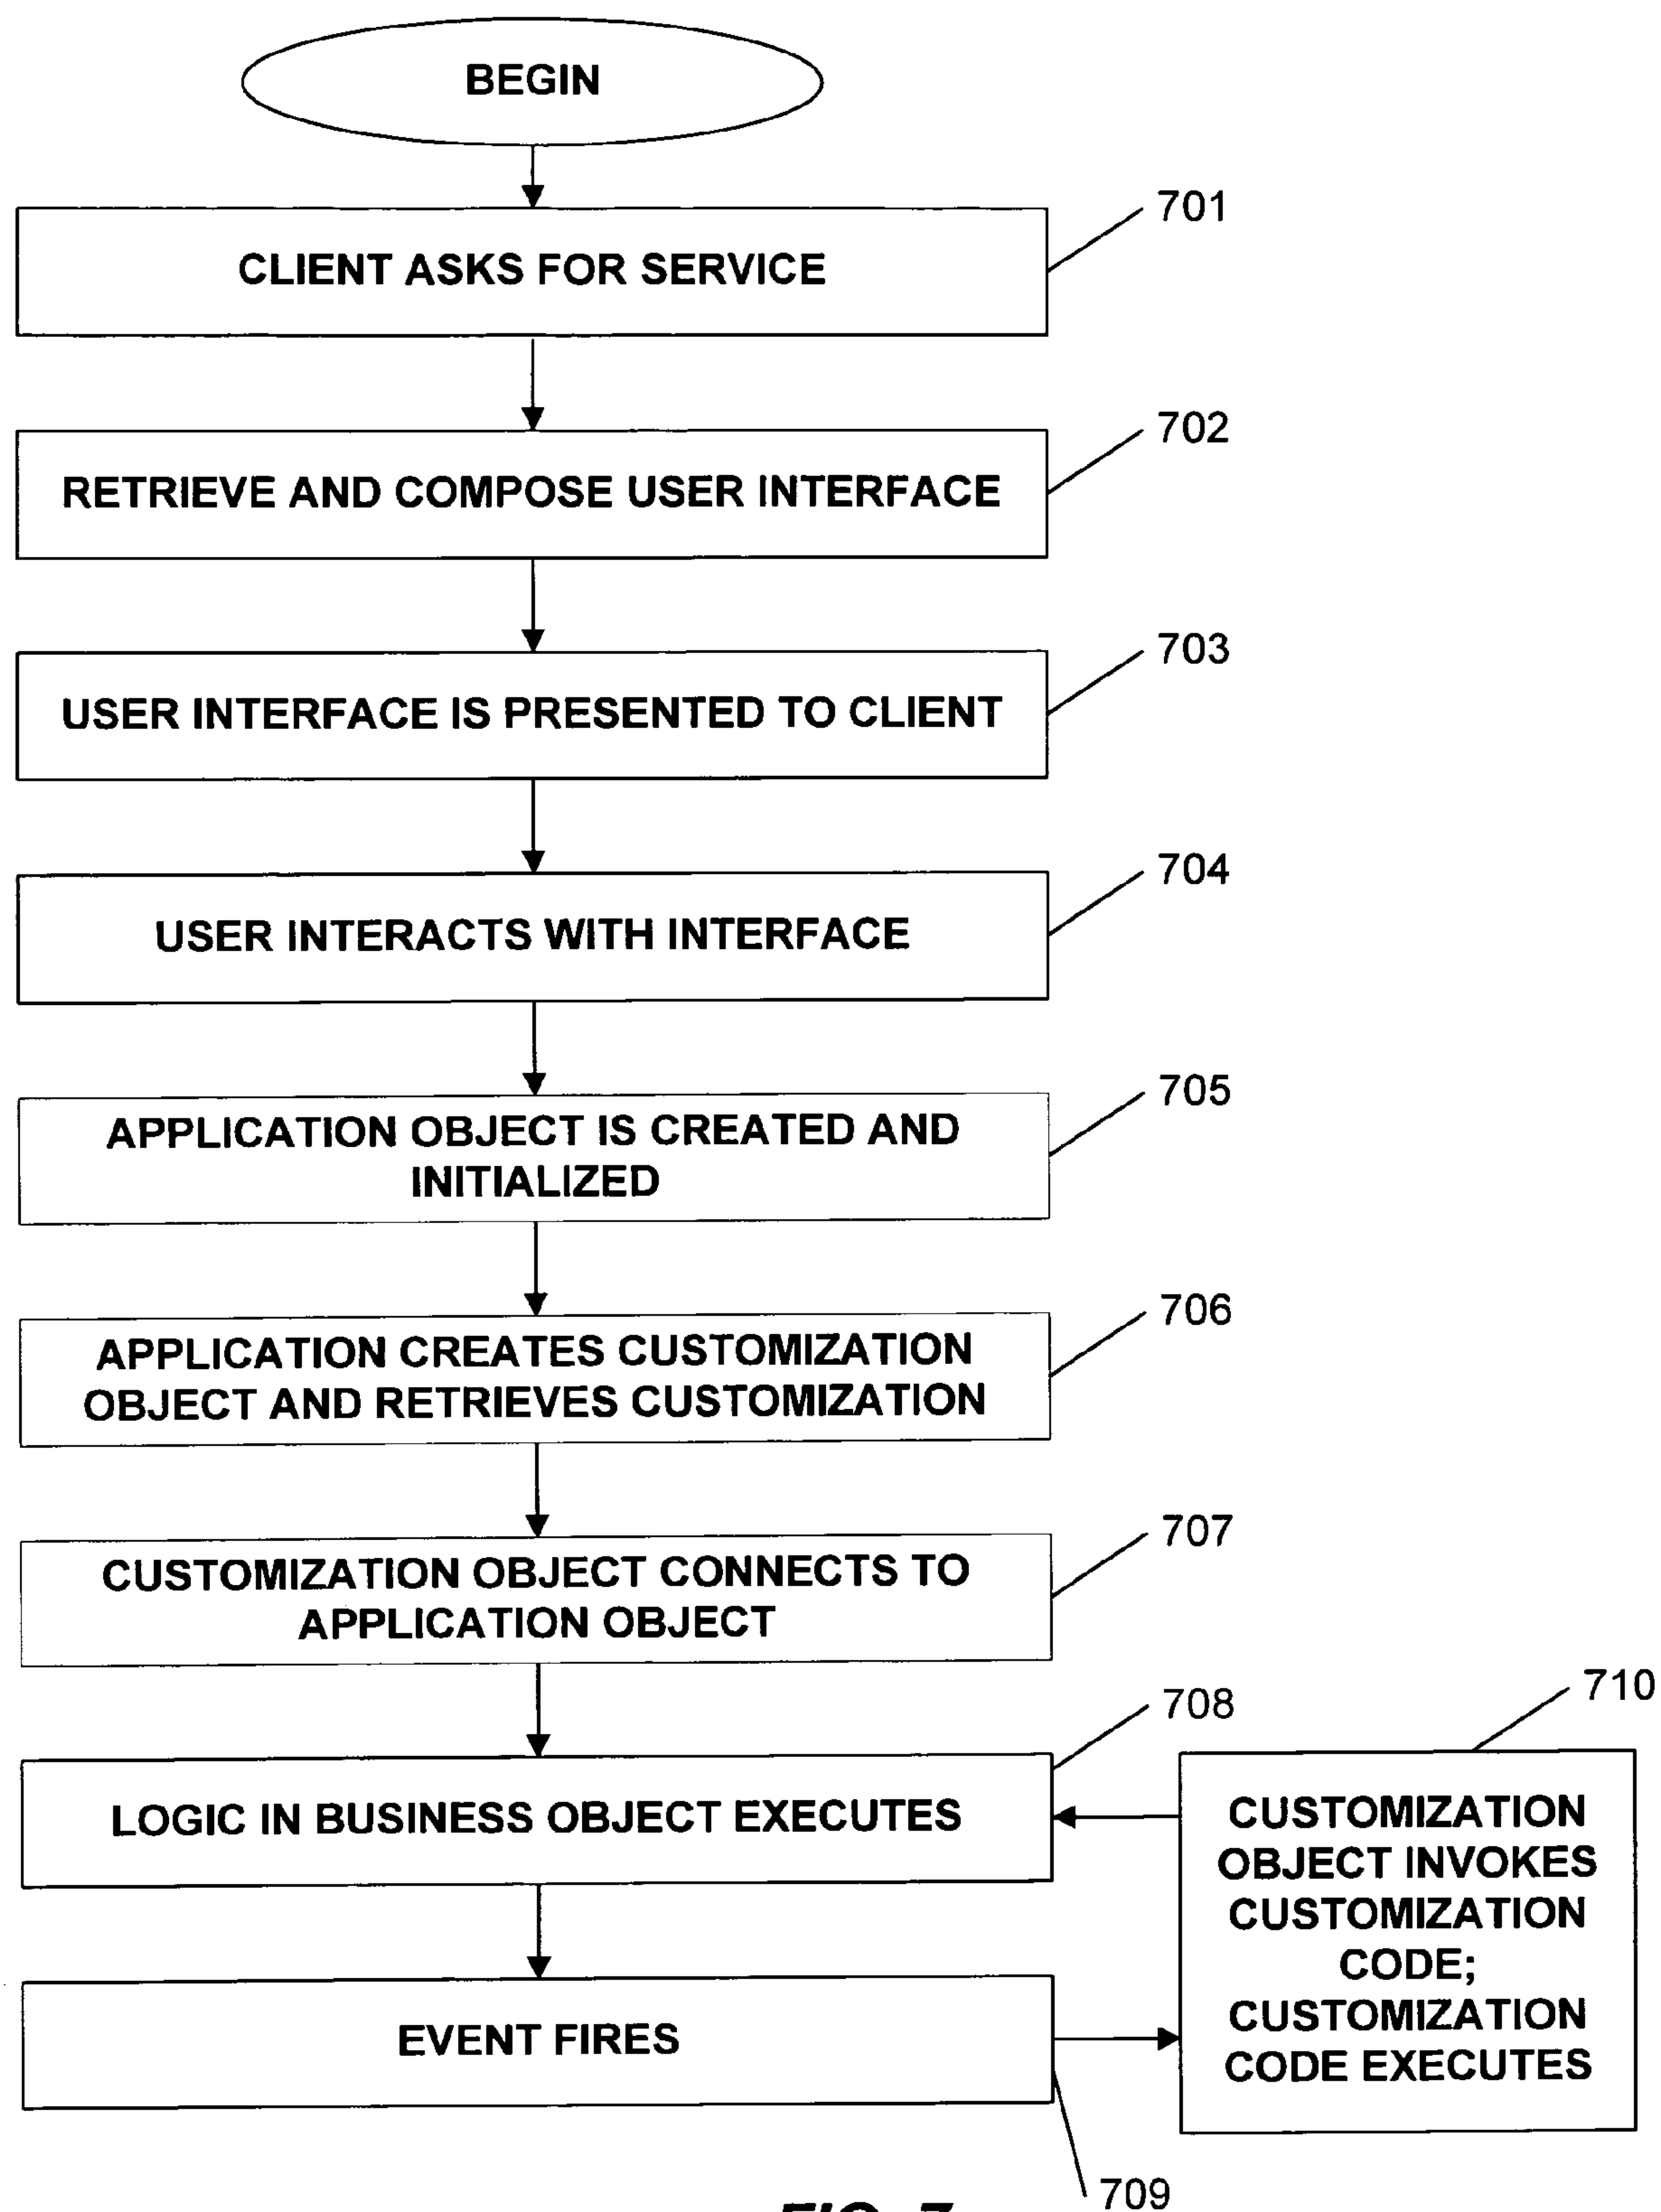 BEGIN
701
CLIENT ASKS FOR SERVICE
702
RETRIEVE AND COMPOSE USER INTERFACE
703
USER INTERFACE IS PRESENTED TO CLIENT
704
USER INTERACTS WITH INTERFACE
705
APPLICATION OBJECT IS CREATED AND
INITIALIZED
706
APPLICATION CREATES CUSTOMIZATION
OBJECT AND RETRIEVES CUSTOMIZATION
707
CUSTOMIZATION OBJECT CONNECTS TO
APPLICATION OBJECT
708
LOGIC IN BUSINESS OBJECT EXECUTES
710
CUSTOMIZATION
OBJECT INVOKES
CUSTOMIZATION
CODE;
CUSTOMIZATION
CODE EXECUTES
EVENT FIRES
709